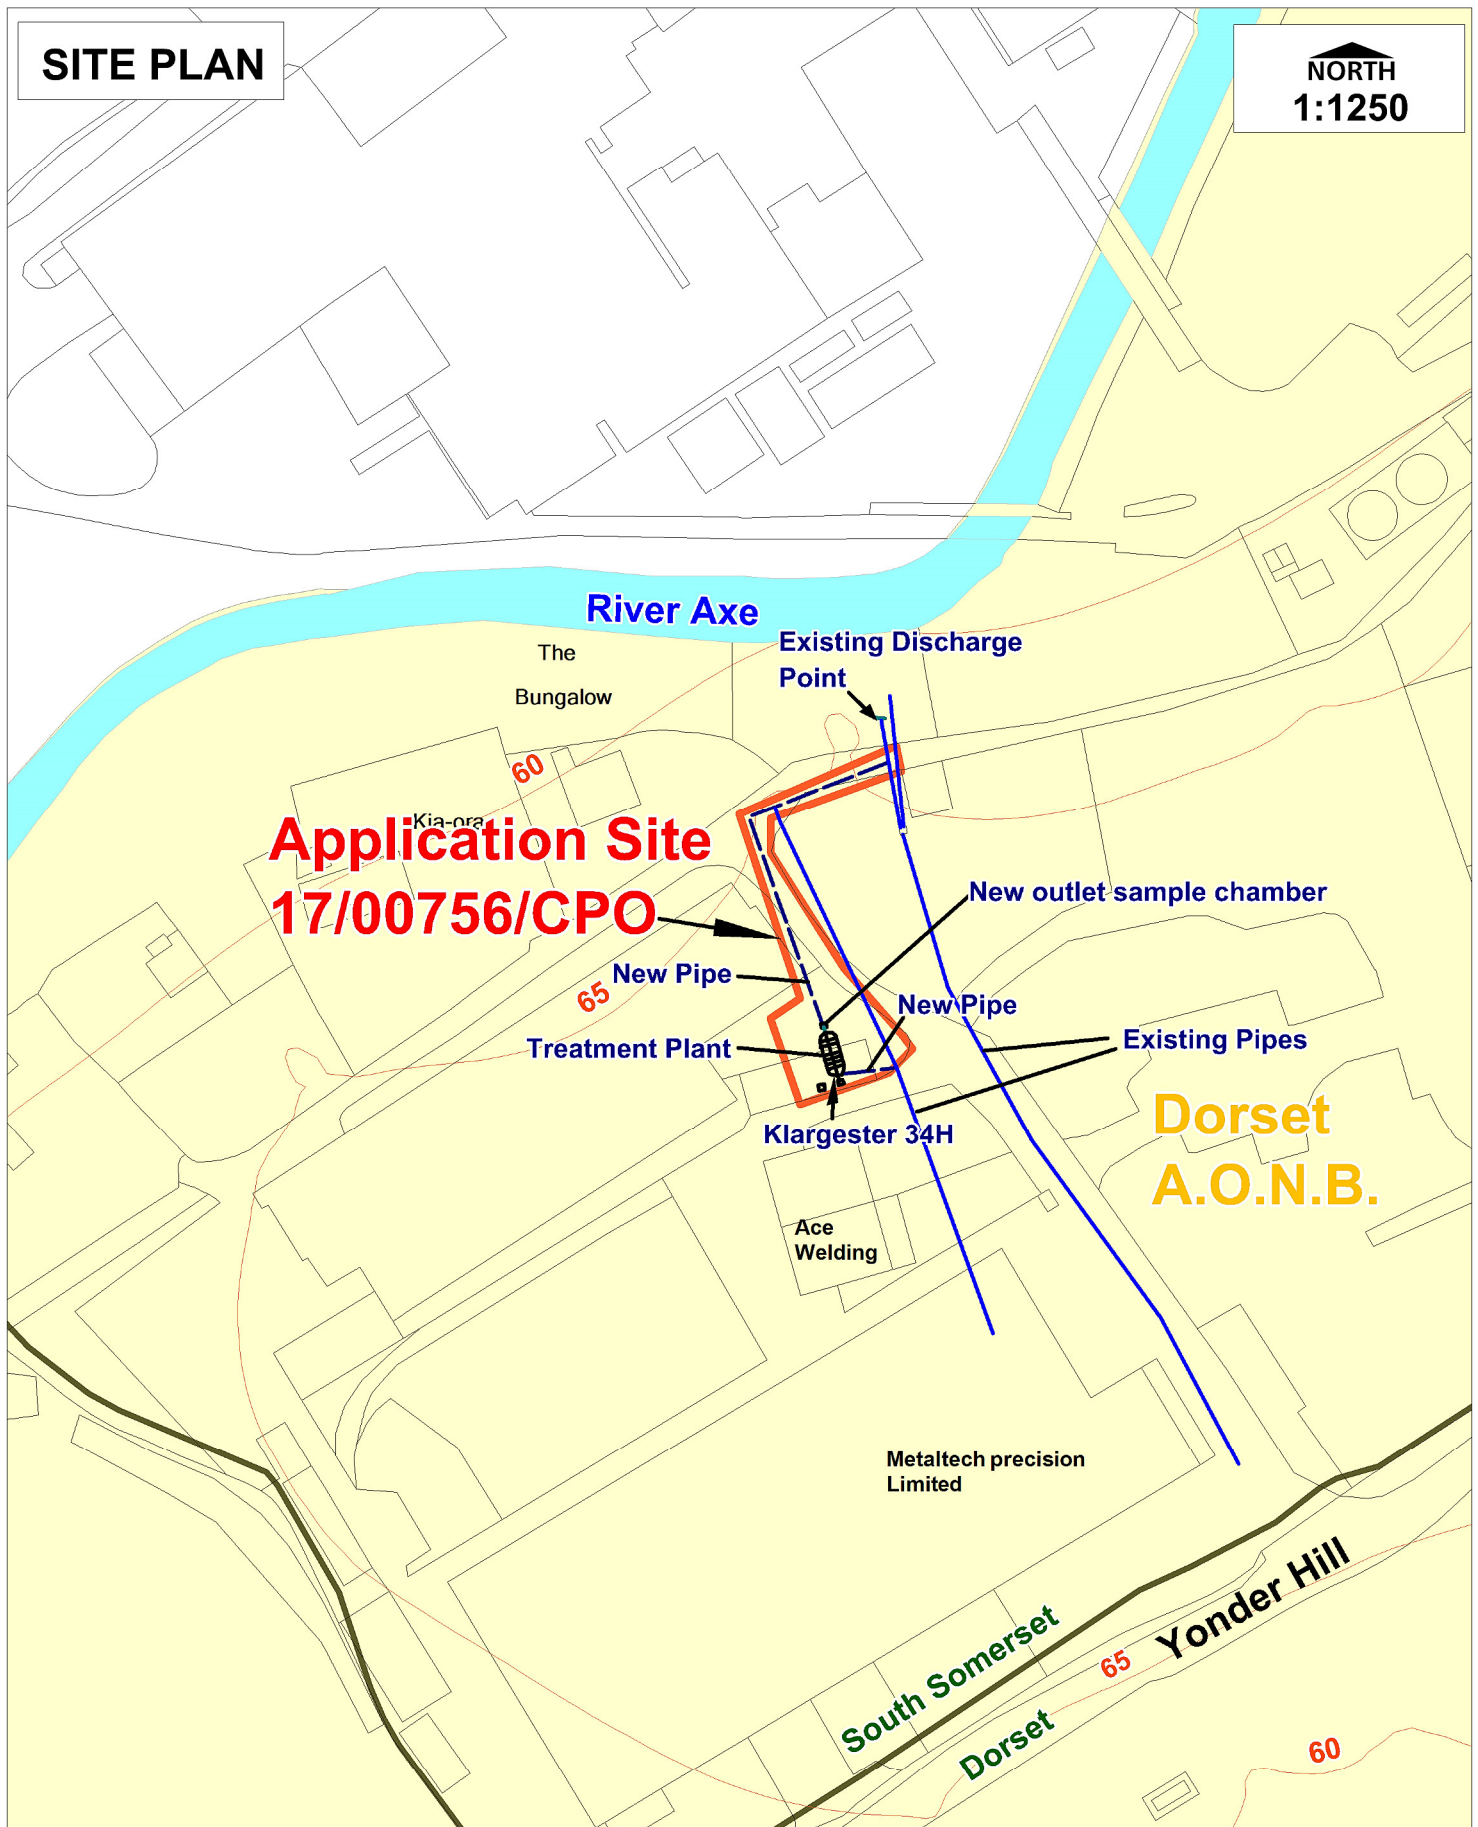 SITE PLAN
NORTH
1:1250
River Axe
Existing Discharge
Point
The
Bungalow
60
Kia-ora
Application Site
17/00756/CPO
New outlet sample chamber
New Pipe
65
New Pipe
Treatment Plant
Existing Pipes
Klargester 34H
Dorset
A.O.N.B.
Ace
Welding
Metaltech precision
Limited
Yonder Hill
South Somerset
65
Dorset
60